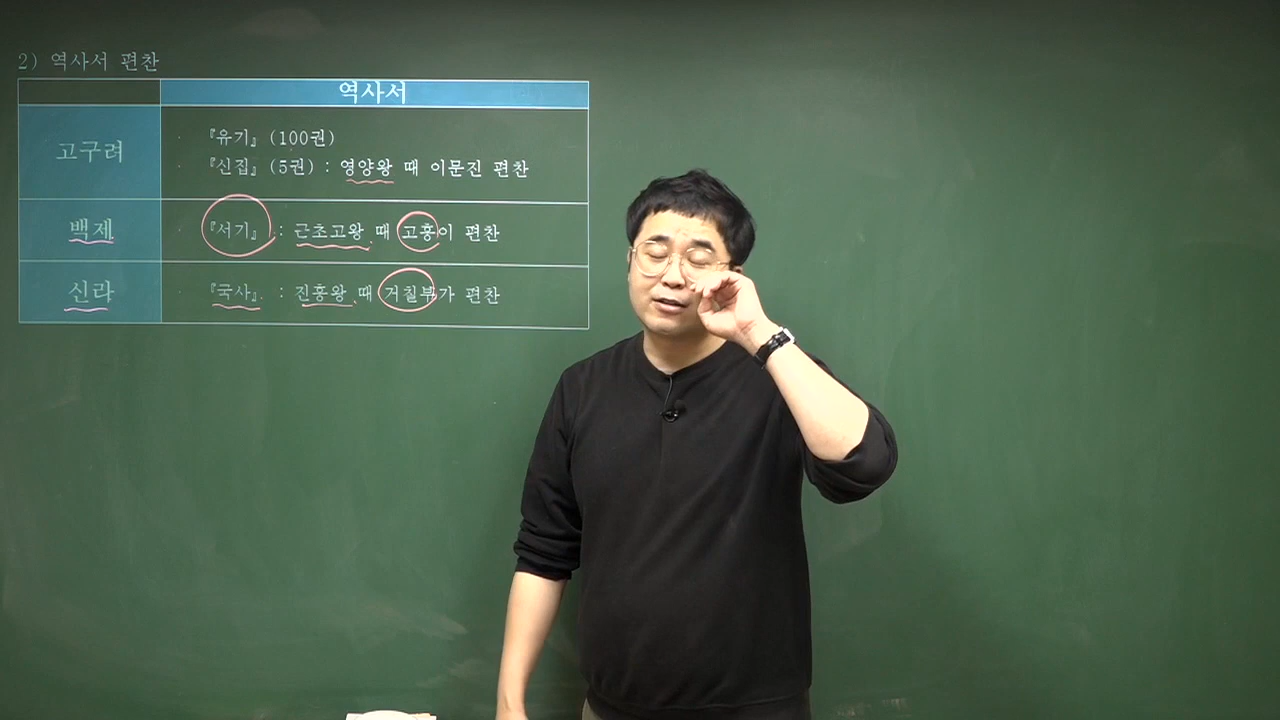 2) 역사서 편찬
역사서
고구려
· 『유기』(100권)
· 『신집』(5권) : 영양왕 때 이문진 편찬
백제
· 『서기』 : 근초고왕 때 고흥이 편찬
신라
· 『국사』 : 진흥왕 때 거칠부가 편찬